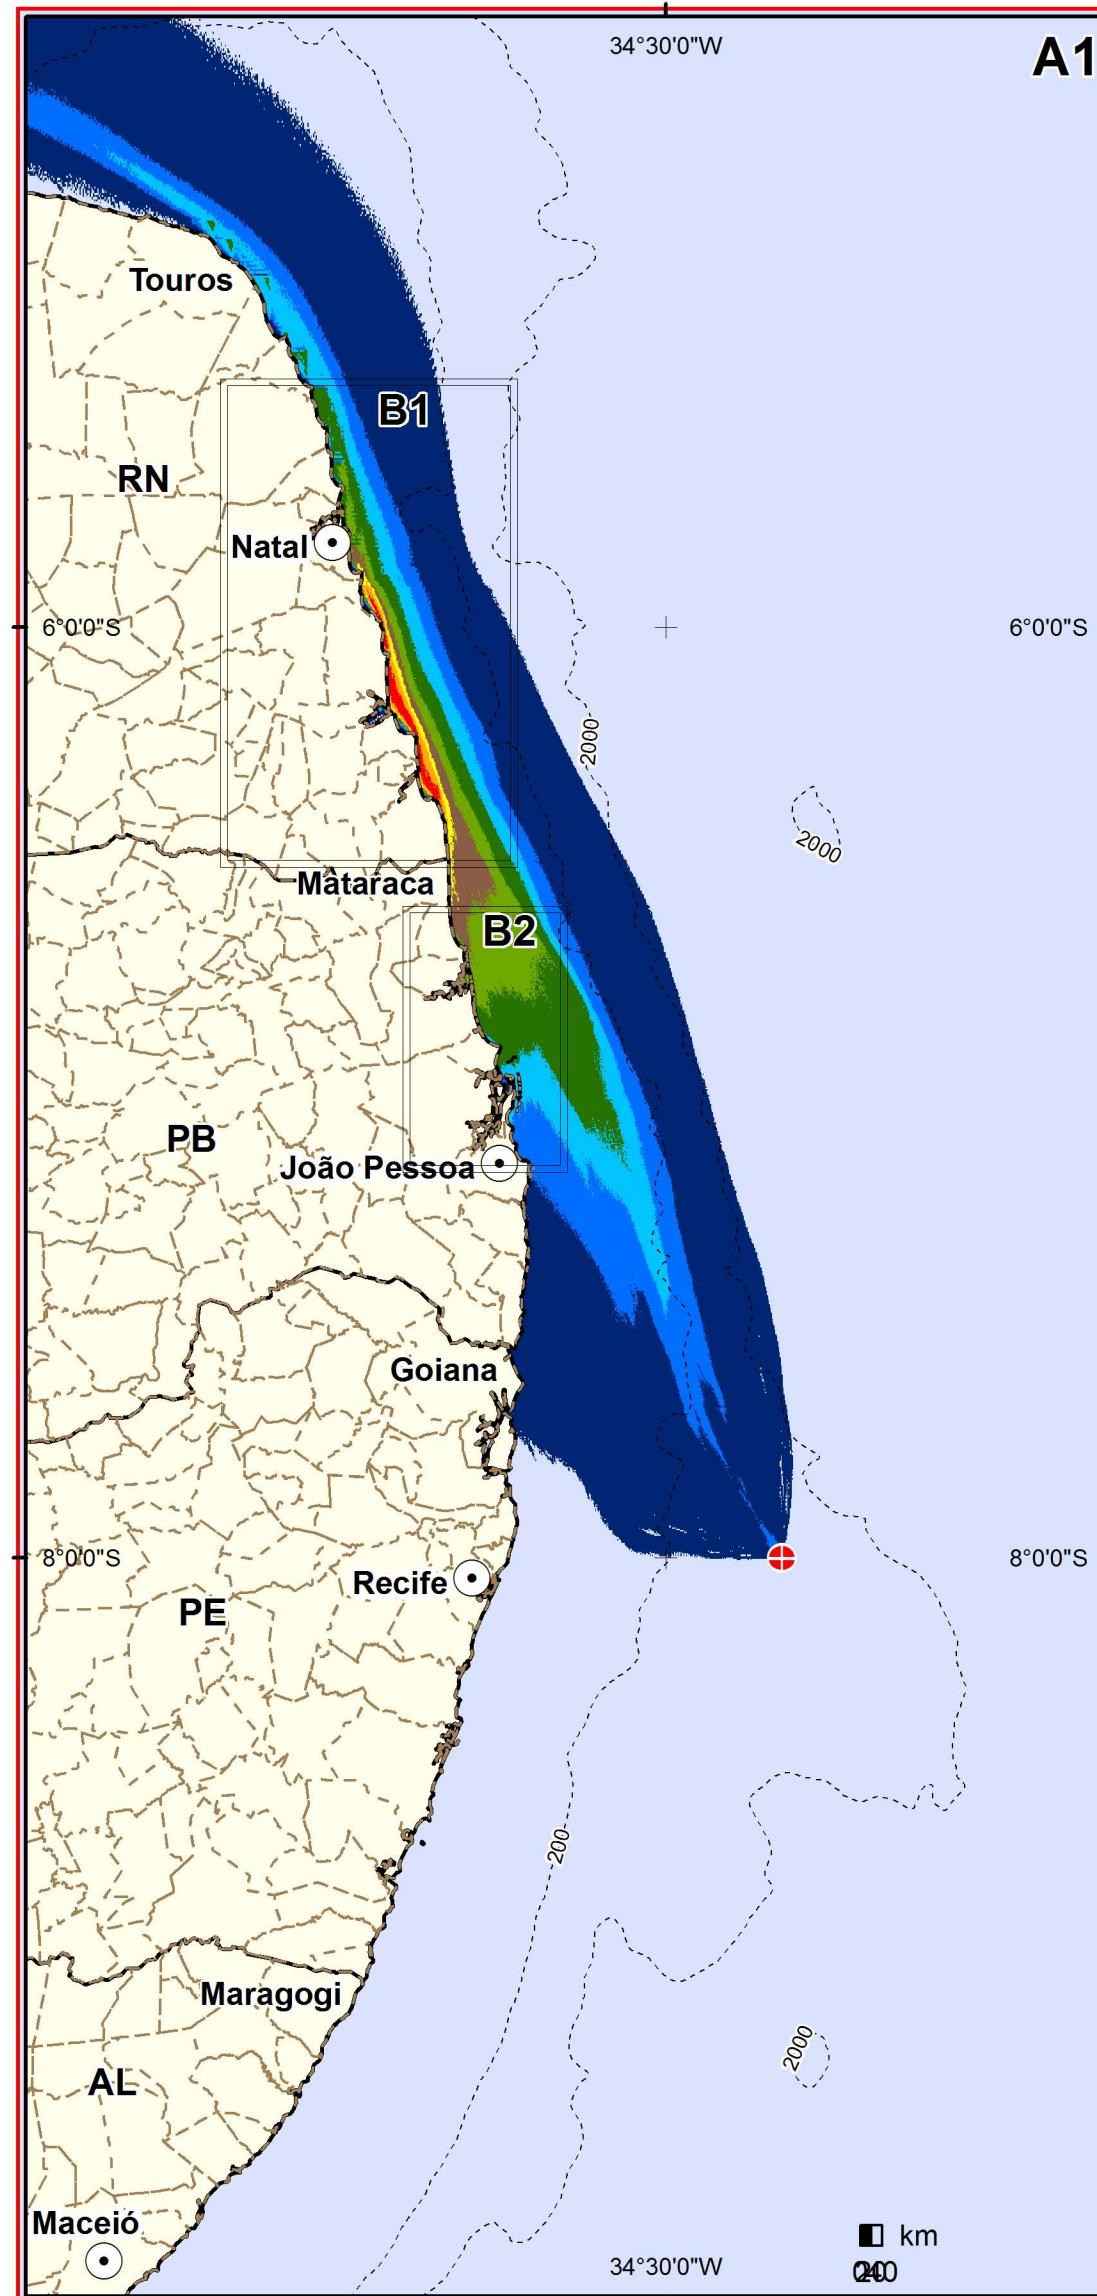 34°30'0"W
A1
Touros
B1
RN
Natal
6°0'0"S
6°0'0"S
2000
2000
Mataraca
B2
PB
João Pessoa
Goiana
8°0'0"S
8°0'0"S
Recife
PE
200
Maragogi
2000
AL
Maceió
km
34°30'0"W